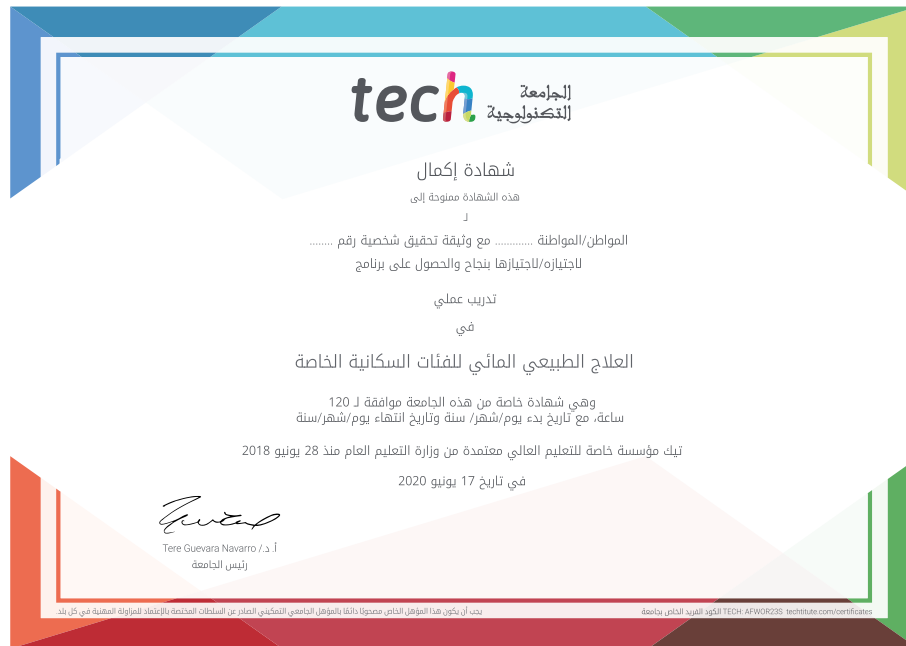 tech الجامعة
التكنولوجية
شهادة إكمال
هذه الشهادة ممنوحة إلى
لـ
المواطن/المواطنة ............. مع وثيقة تحقيق شخصية رقم ........
لاجتيازه/لاجتيازها بنجاح والحصول على برنامج
تدريب عملي
في
العلاج الطبيعي المائي للفئات السكانية الخاصة
وهي شهادة خاصة من هذه الجامعة موافقة لـ 120
ساعة، مع تاريخ بدء يوم/شهر/ سنة وتاريخ انتهاء يوم/شهر/سنة
تيك مؤسسة خاصة للتعليم العالي معتمدة من وزارة التعليم العام منذ 28 يونيو 2018
في تاريخ 17 يونيو 2020
أ. د./ Tere Guevara Navarro
رئيس الجامعة
يجب أن يكون هذا المؤهل الخاص مصحوبًا دائمًا بالمؤهل الجامعي التمكيني الصادر عن السلطات المختصة بالإعتماد للمزاولة المهنية في كل بلد.
الكود الفريد الخاص بجامعة TECH: AFWOR23S techtitute.com/certificates